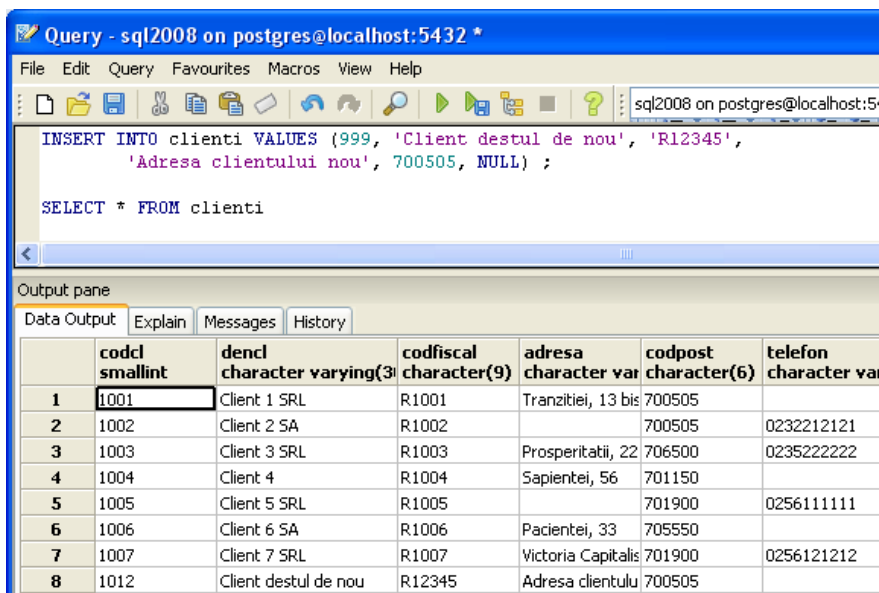 Query - sql2008 on postgres@localhost:5432 *
File Edit Query Favourites Macros View Help
sql2008 on postgres@localhost:5
INSERT INTO clienti VALUES (999, 'Client destul de nou', 'R12345',
'Adresa clientului nou', 700505, NULL) ;
SELECT * FROM clienti
Output pane
Data Output Explain Messages History
codcl dencl codfiscal adresa codpost telefon
smallint character varying(3 character(9) character var character(6) character var
1 1001 Client 1 SRL R1001 Tranzitiei, 13 bis 700505
2 1002 Client 2 SA R1002 700505 0232212121
3 1003 Client 3 SRL R1003 Prosperitatii, 22 706500 0235222222
4 1004 Client 4 R1004 Sapientei, 56 701150
5 1005 Client 5 SRL R1005 701900 0256111111
6 1006 Client 6 SA R1006 Pacientei, 33 705550
7 1007 Client 7 SRL R1007 Victoria Capitalis 701900 0256121212
8 1012 Client destul de nou R12345 Adresa clientulu 700505